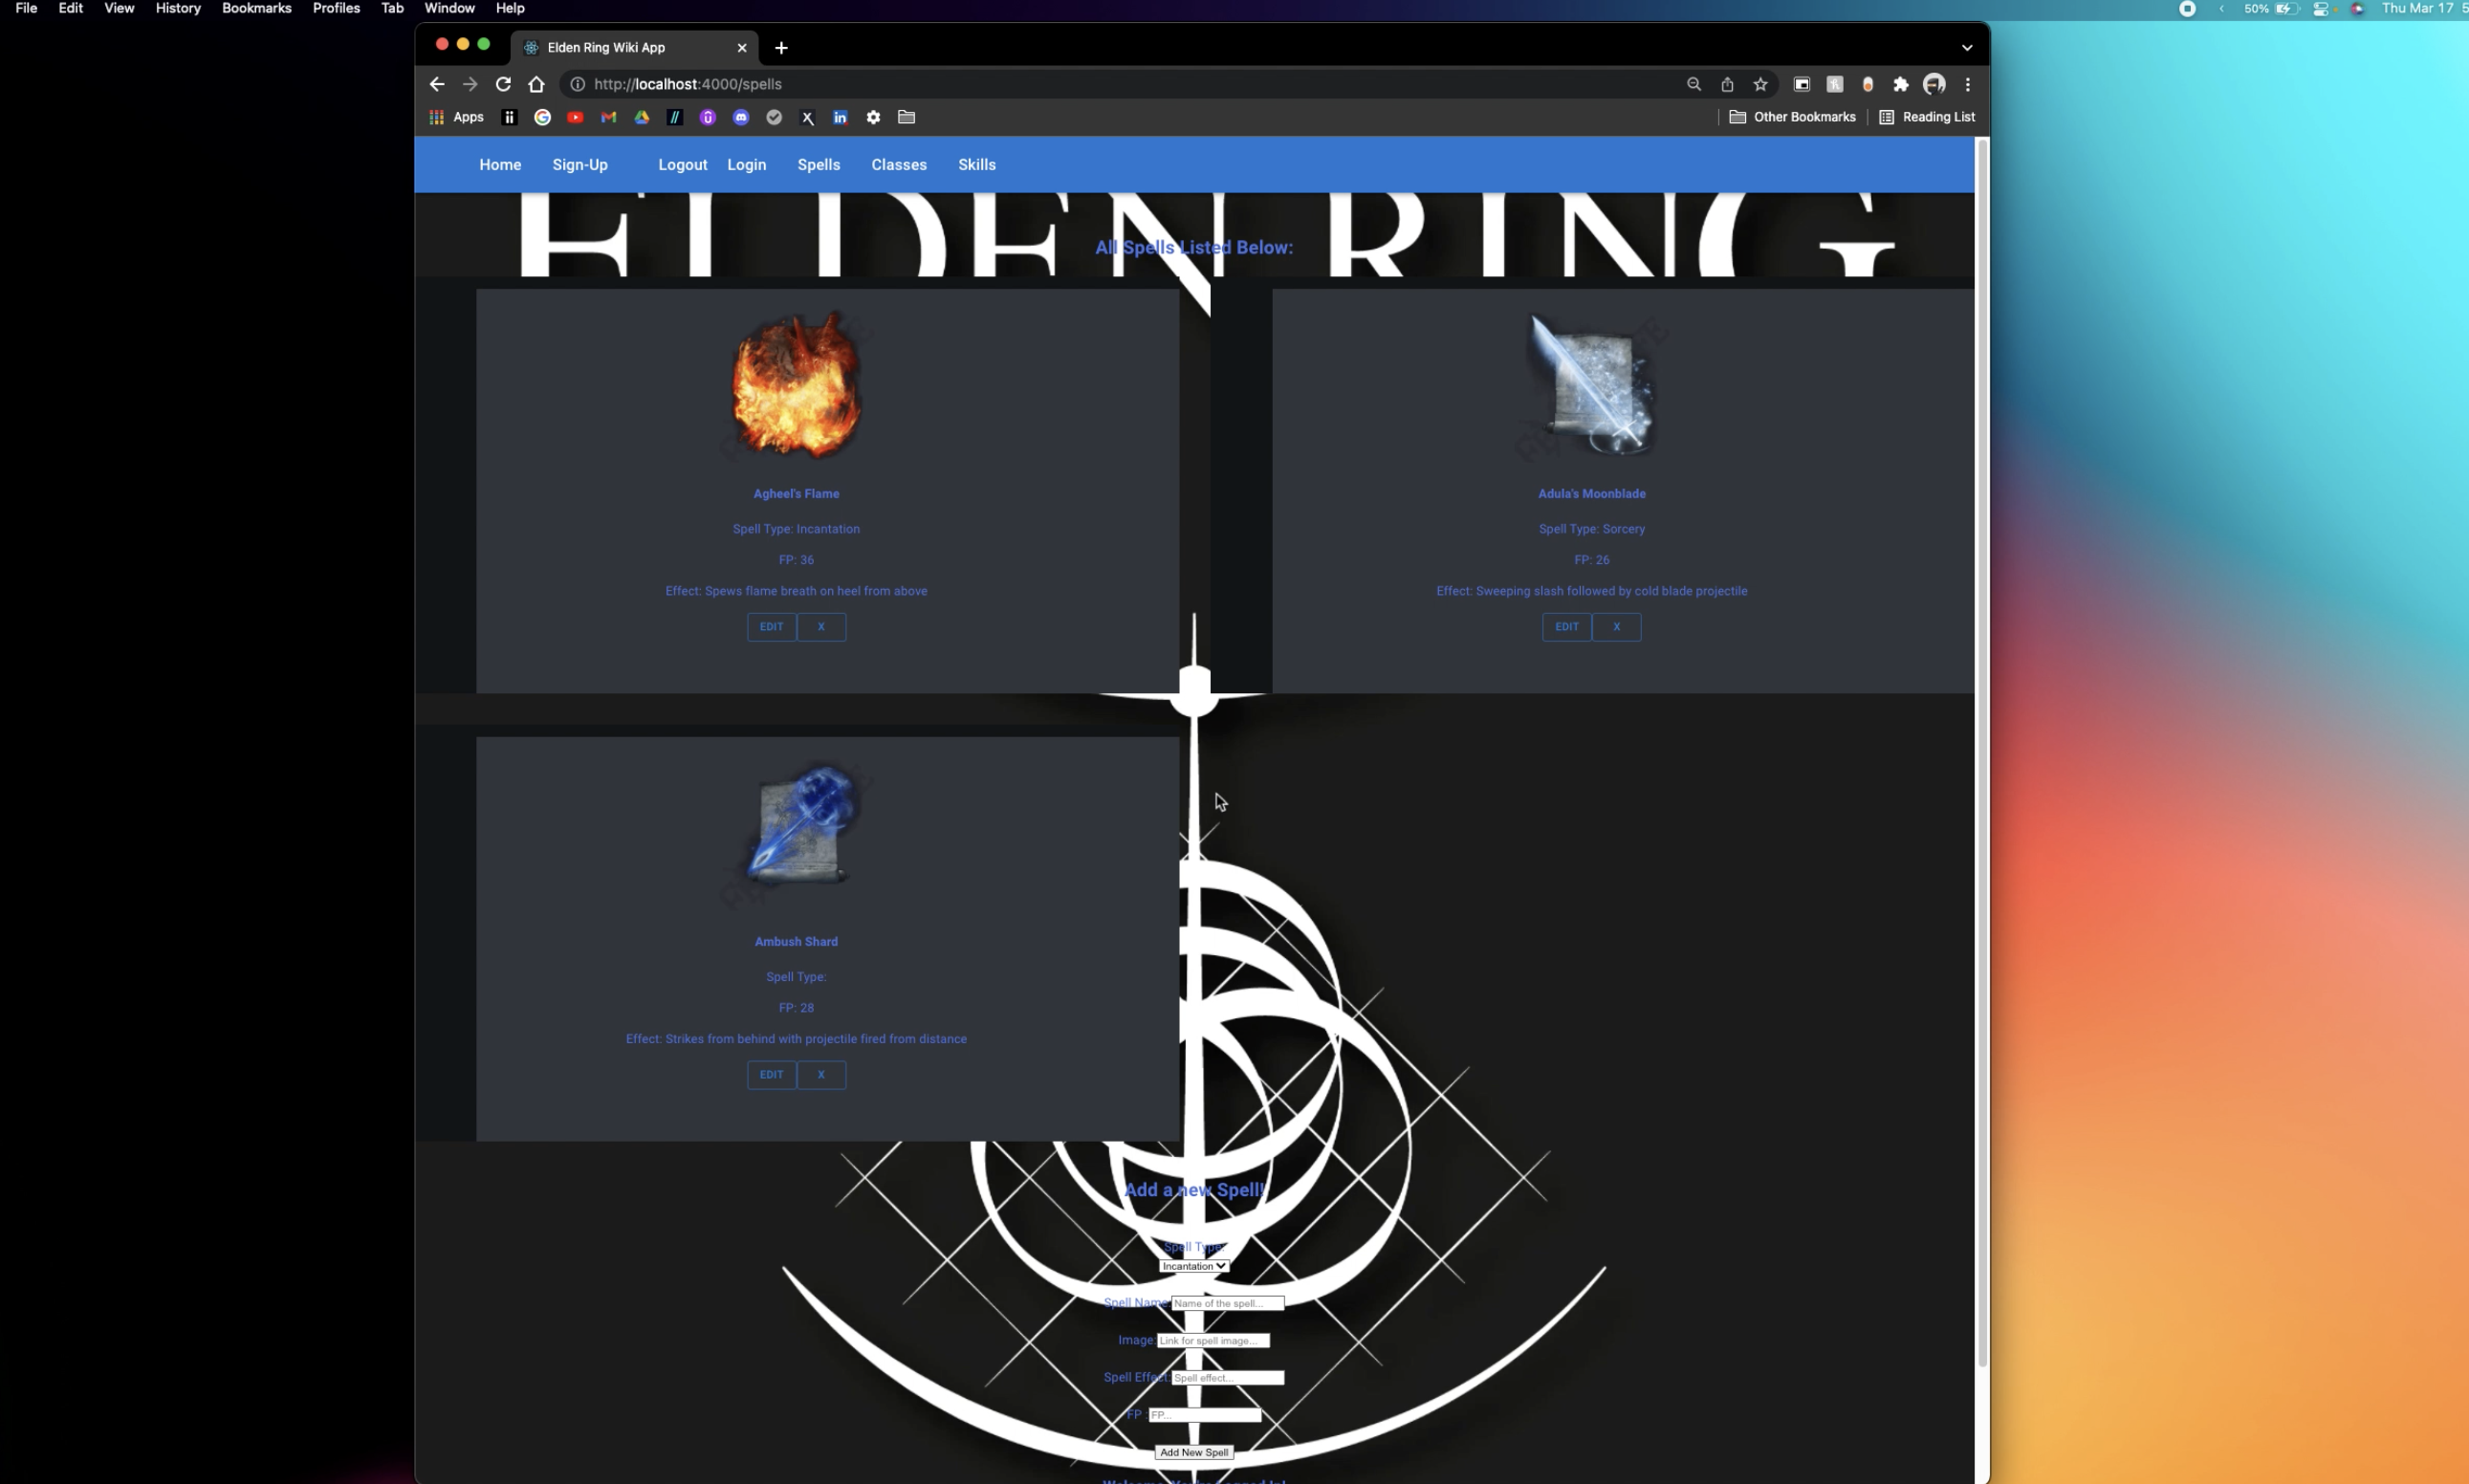 File Edit View History Bookmarks Profiles Tab Window Help
50% Thu Mar 17 5
Elden Ring Wiki App
http://localhost:4000/spells
Apps
Other Bookmarks
Reading List
Home Sign-Up Logout Login Spells Classes Skills
ELDEN RING
All Spells Listed Below:
Agheel's Flame
Spell Type: Incantation
FP: 36
Effect: Spews flame breath on heel from above
EDIT X
Adula's Moonblade
Spell Type: Sorcery
FP: 26
Effect: Sweeping slash followed by cold blade projectile
EDIT X
Ambush Shard
Spell Type:
FP: 28
Effect: Strikes from behind with projectile fired from distance
EDIT X
Add a new Spell!
Spell Type:
Incantation
Spell Name: Name of the spell...
Image: Link for spell image...
Spell Effect: Spell effect...
FP : FP...
Add New Spell
Welcome, You're Logged In!